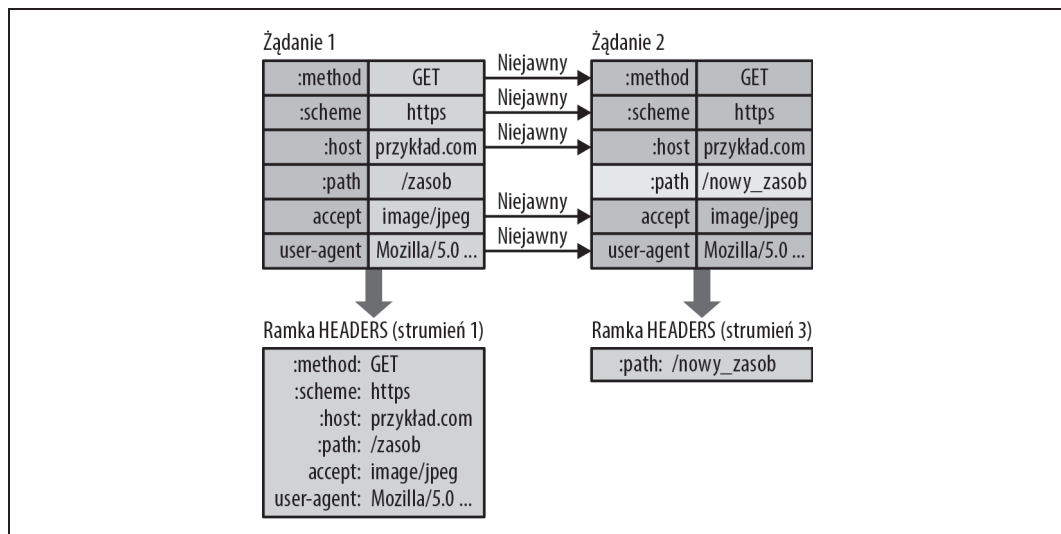 Żądanie 1
:method GET
:scheme https
:host przykład.com
:path /zasob
accept image/jpeg
user-agent Mozilla/5.0 ...
Niejawny
Niejawny
Niejawny
Niejawny
Niejawny
Żądanie 2
:method GET
:scheme https
:host przykład.com
:path /nowy_zasob
accept image/jpeg
user-agent Mozilla/5.0 ...
Ramka HEADERS (strumień 1)
:method: GET
:scheme: https
:host: przykład.com
:path: /zasob
accept: image/jpeg
user-agent: Mozilla/5.0 ...
Ramka HEADERS (strumień 3)
:path: /nowy_zasob